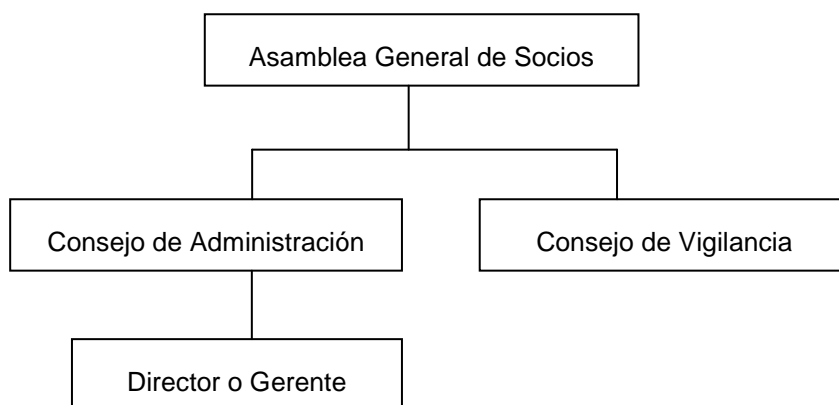 Asamblea General de Socios
Consejo de Administración
Consejo de Vigilancia
Director o Gerente